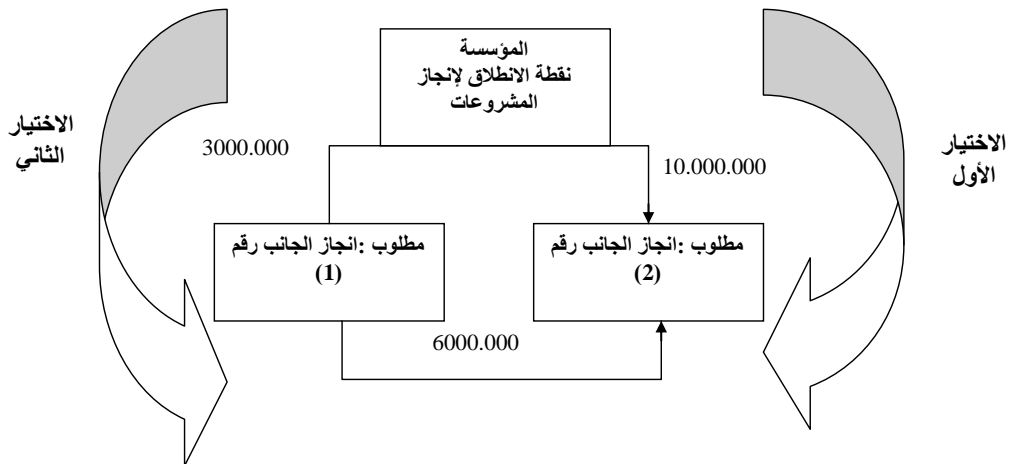 المؤسسة
نقطة الانطلاق لإنجاز
المشروعات
الاختيار
الأول
الاختيار
الثاني
10.000.000
3000.000
مطلوب :انجاز الجانب رقم
(2)
مطلوب :انجاز الجانب رقم
(1)
6000.000